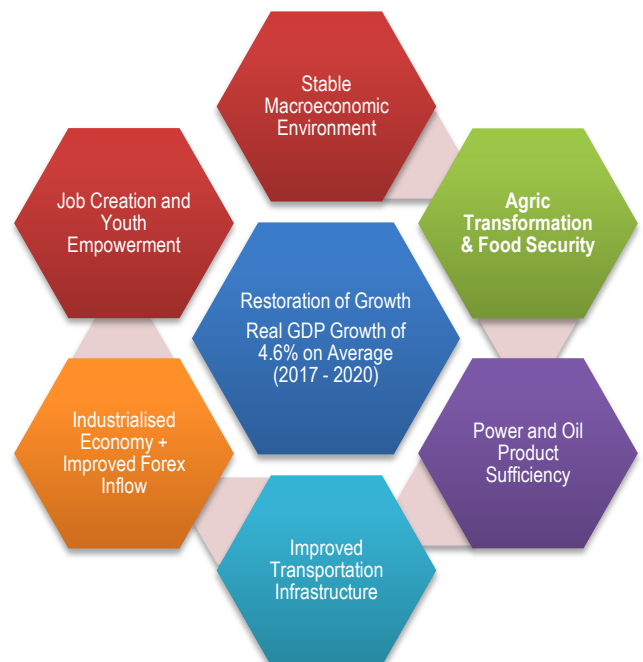 Stable
Macroeconomic
Environment
Agric
Transformation
& Food Security
Power and Oil
Product
Sufficiency
Improved
Transportation
Infrastructure
Industrialised
Economy +
Improved Forex
Inflow
Job Creation and
Youth
Empowerment
Restoration of Growth
Real GDP Growth of
4.6% on Average
(2017 - 2020)